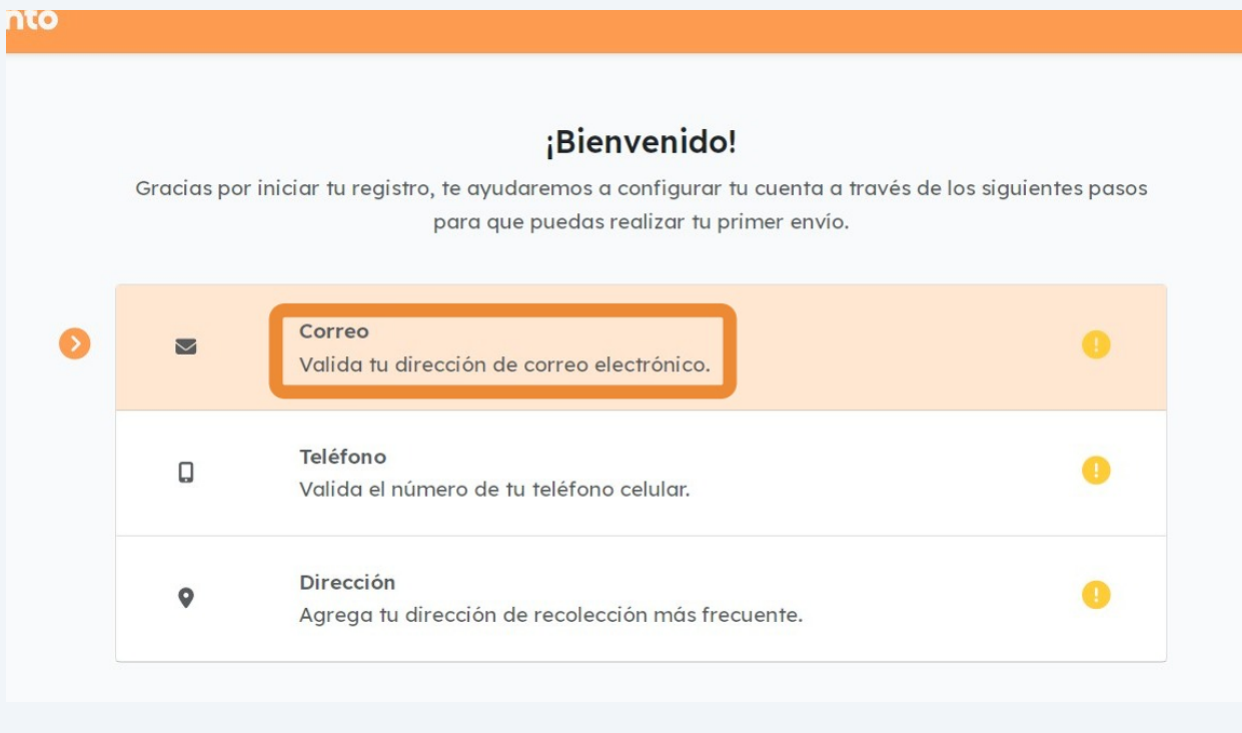 nto
¡Bienvenido!
Gracias por iniciar tu registro, te ayudaremos a configurar tu cuenta a través de los siguientes pasos
para que puedas realizar tu primer envío.
Correo
Valida tu dirección de correo electrónico.
Teléfono
Valida el número de tu teléfono celular.
Dirección
Agrega tu dirección de recolección más frecuente.